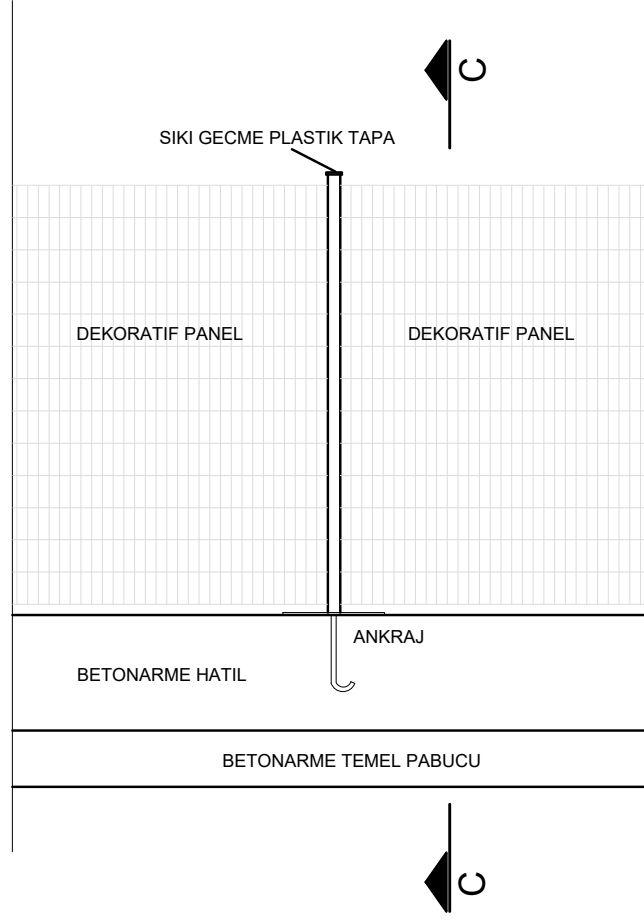 C
SIKI GECME PLASTIK TAPA
DEKORATIF PANEL
DEKORATIF PANEL
ANKRAJ
BETONARME HATIL
BETONARME TEMEL PABUCU
C